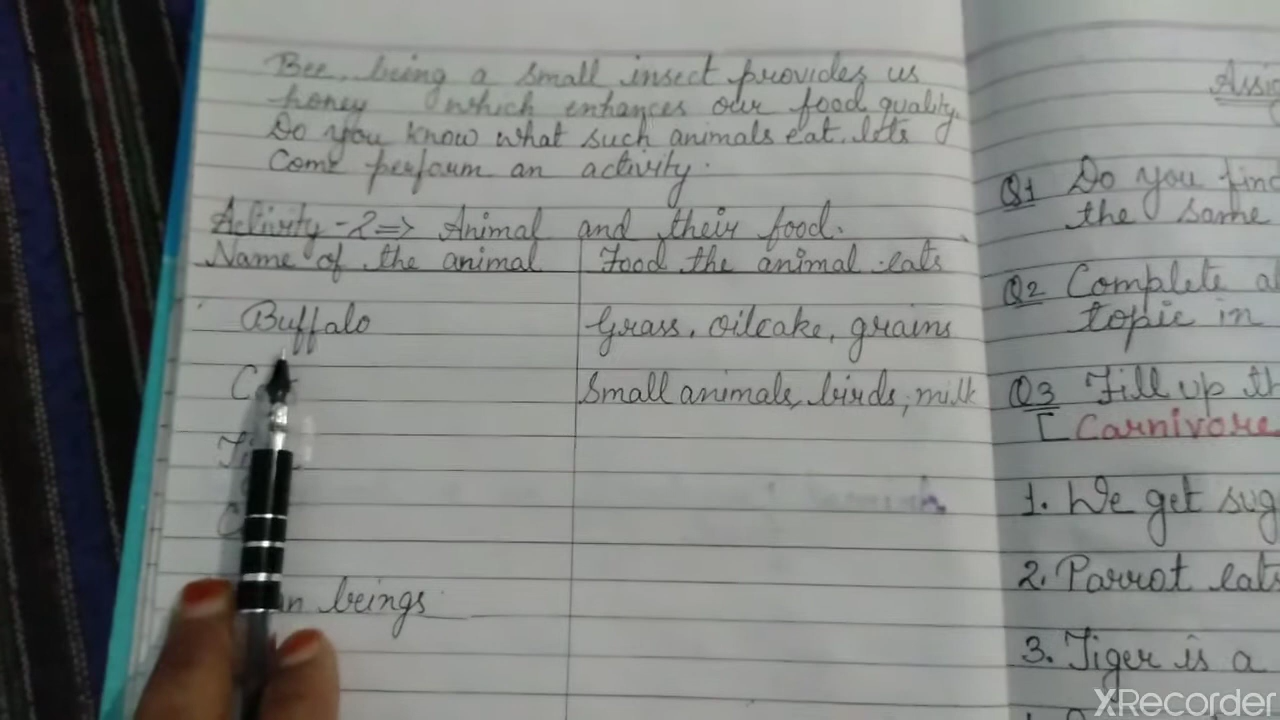 Bee, being a small insect provides us
honey which enhances our food quality.
Do you know what such animals eat. lets
Come perform an activity.
Activity-2=> Animal and their food.
Name of the animal | Food the animal eats
Buffalo | Grass, oilcake, grains
Small animals, birds, milk
beings
Q1 Do you find
the same
Q2 Complete
topic in
Q3 Fill up
[Carnivore
1. We get
2. Parrot eats
3. Tiger is a
XRecorder